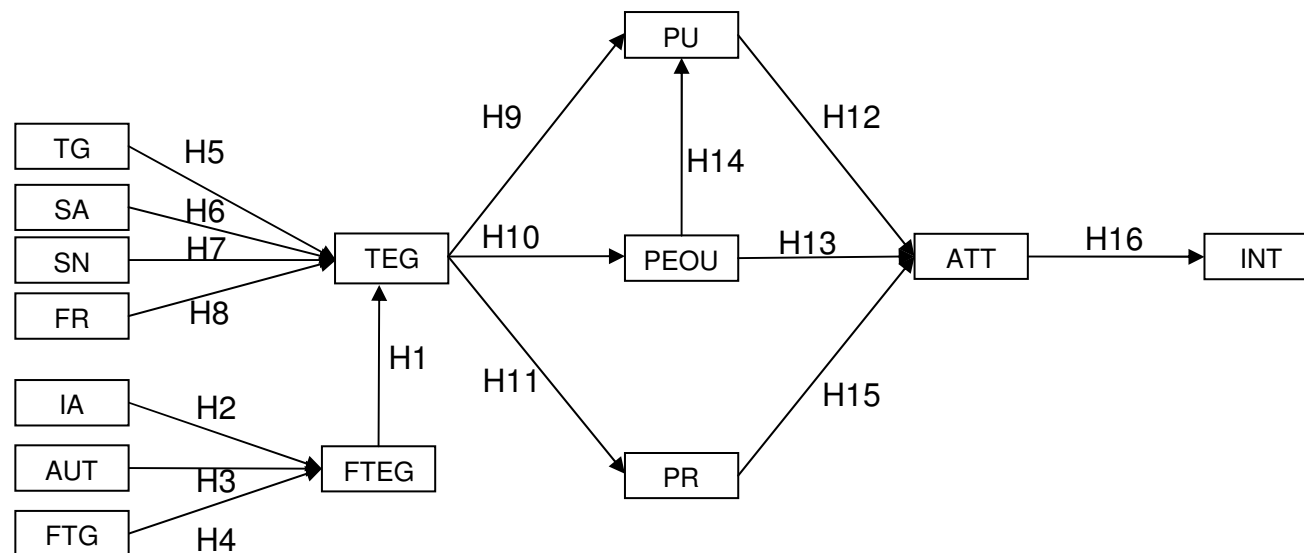 PU
H9
H12
TG
H5
H14
SA
H6
SN
H7
TEG
H10
PEOU
H13
ATT
H16
INT
FR
H8
H1
H11
H15
IA
H2
AUT
H3
FTEG
PR
FTG
H4